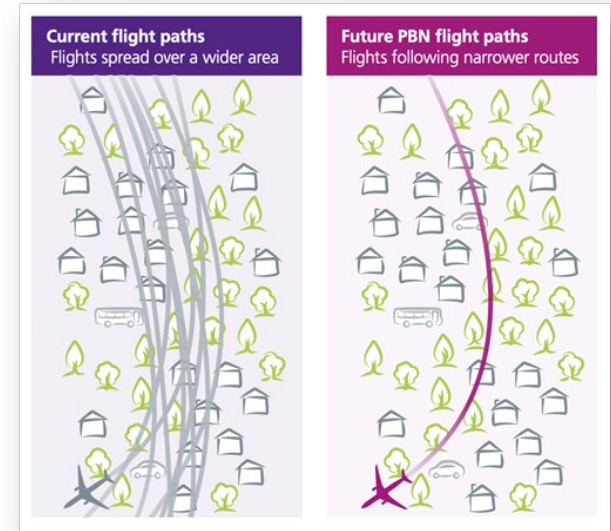 Current flight paths
Flights spread over a wider area
Future PBN flight paths
Flights following narrower routes